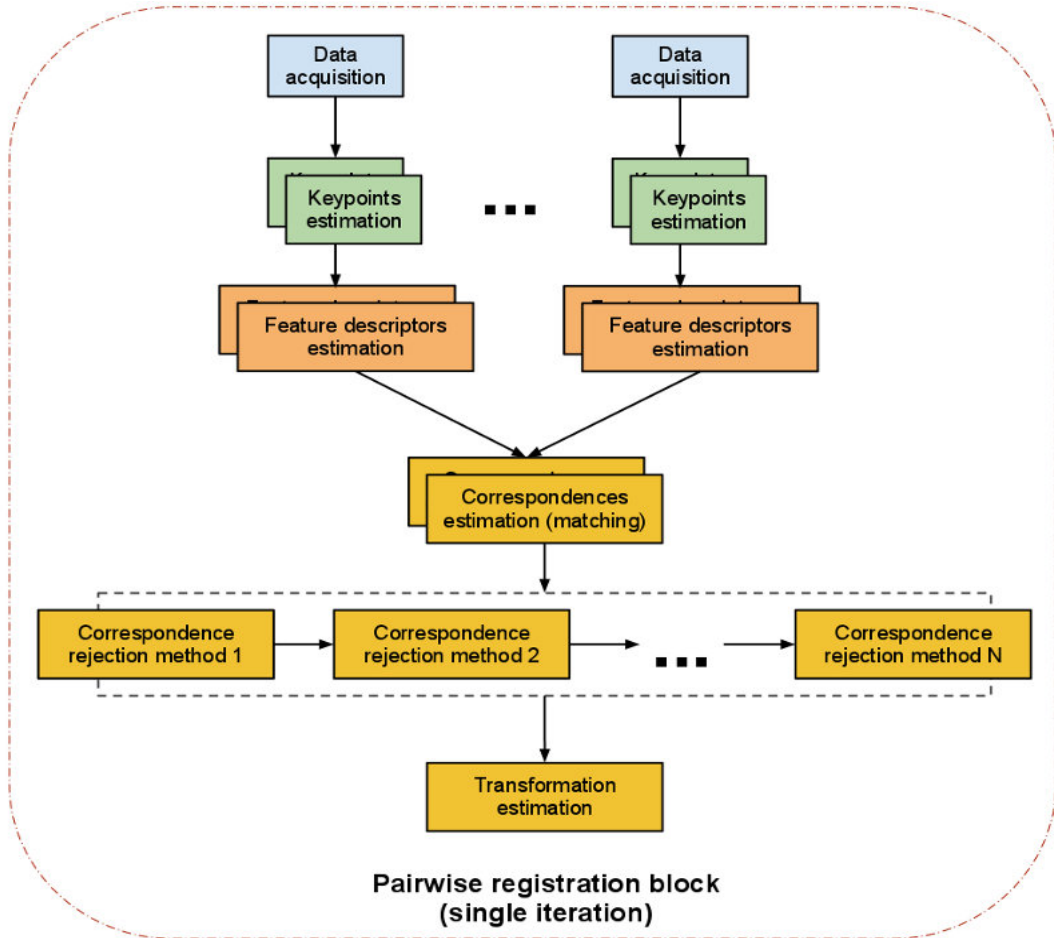 Data
acquisition
Data
acquisition
Keypoints
estimation
Keypoints
estimation
Feature descriptors
estimation
Feature descriptors
estimation
Correspondences
estimation (matching)
Correspondence
rejection method 1
Correspondence
rejection method 2
Correspondence
rejection method N
Transformation
estimation
Pairwise registration block
(single iteration)